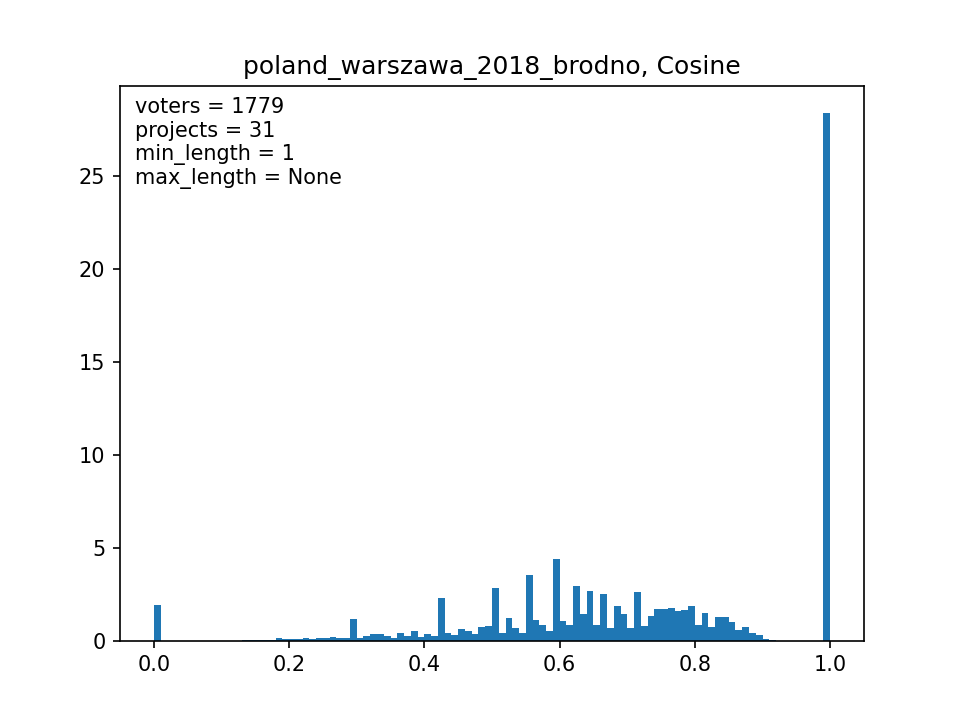 poland_warszawa_2018_brodno, Cosine
voters = 1779
projects = 31
min_length = 1
max_length = None
25
20
15
10
5
0
0.0 0.2 0.4 0.6 0.8 1.0